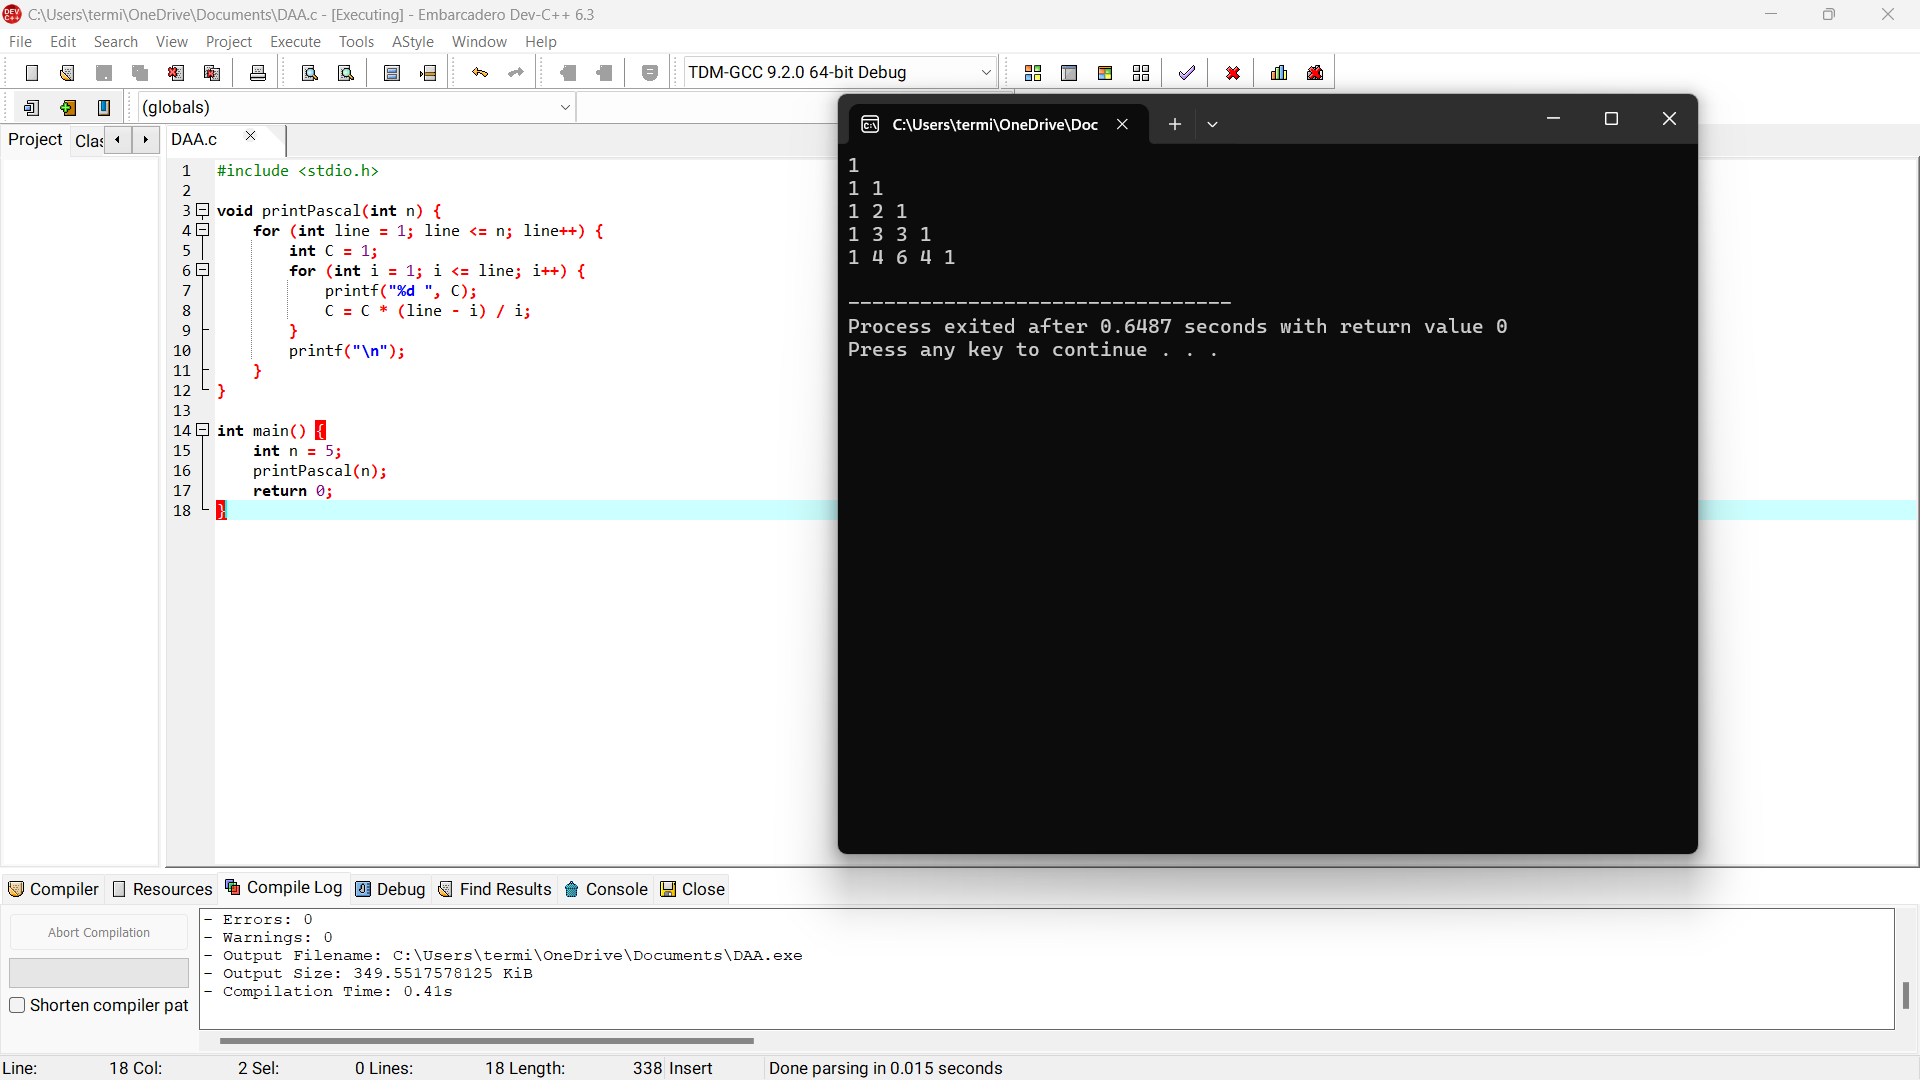 C:\Users\termi\OneDrive\Documents\DAA.c - [Executing] - Embarcadero Dev-C++ 6.3
File Edit Search View Project Execute Tools AStyle Window Help
TDM-GCC 9.2.0 64-bit Debug
(globals)
Project Clas DAA.c
1 #include <stdio.h>
2
3 void printPascal(int n) {
4     for (int line = 1; line <= n; line++) {
5         int C = 1;
6         for (int i = 1; i <= line; i++) {
7             printf("%d ", C);
8             C = C * (line - i) / i;
9         }
10         printf("\n");
11     }
12 }
13
14 int main() {
15     int n = 5;
16     printPascal(n);
17     return 0;
18 }
C:\Users\termi\OneDrive\Doc
1
1 1
1 2 1
1 3 3 1
1 4 6 4 1
--------------------------------
Process exited after 0.6487 seconds with return value 0
Press any key to continue . . .
Compiler Resources Compile Log Debug Find Results Console Close
Abort Compilation
Shorten compiler pat
- Errors: 0
- Warnings: 0
- Output Filename: C:\Users\termi\OneDrive\Documents\DAA.exe
- Output Size: 349.5517578125 KiB
- Compilation Time: 0.41s
Line: 18 Col: 2 Sel: 0 Lines: 18 Length: 338 Insert Done parsing in 0.015 seconds